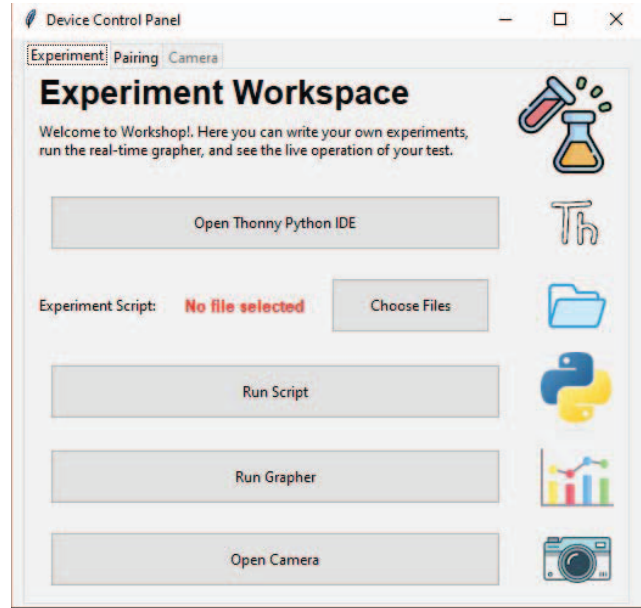 Device Control Panel
Experiment Pairing Camera
Experiment Workspace
Welcome to Workshop!. Here you can write your own experiments,
run the real-time grapher, and see the live operation of your test.
Open Thonny Python IDE
Th
Experiment Script: No file selected Choose Files
Run Script
Run Grapher
Open Camera